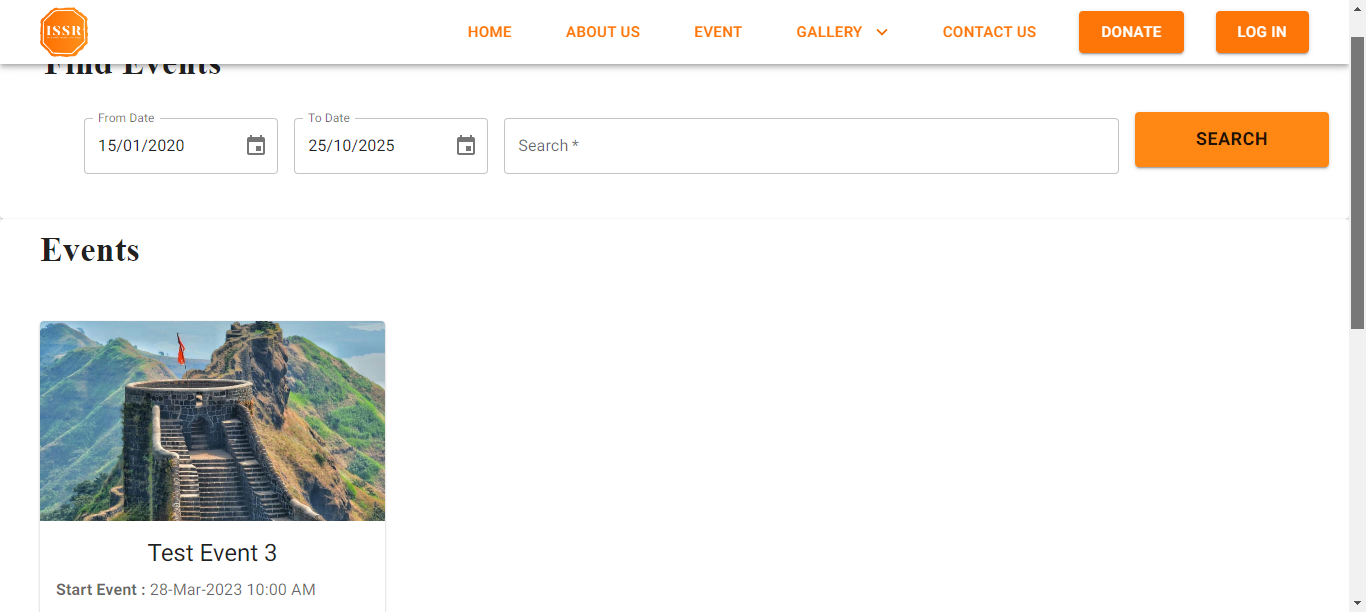 ISSR
HOME ABOUT US EVENT GALLERY CONTACT US DONATE LOG IN
Find Events
From Date To Date
15/01/2020 25/10/2025 Search * SEARCH
Events
Test Event 3
Start Event : 28-Mar-2023 10:00 AM